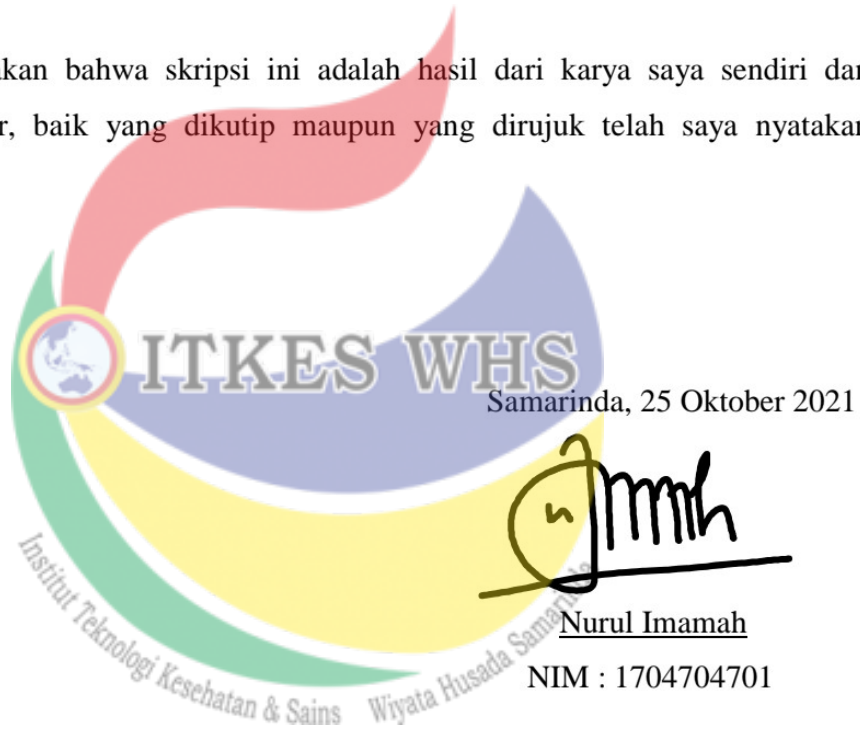 akan bahwa skripsi ini adalah hasil dari karya saya sendiri dan
r, baik yang dikutip maupun yang dirujuk telah saya nyatakan
ITKES WHS
Samarinda, 25 Oktober 2021
Nurul Imamah
NIM : 1704704701
Institut Teknologi Kesehatan & Sains Wiyata Husada Samarinda